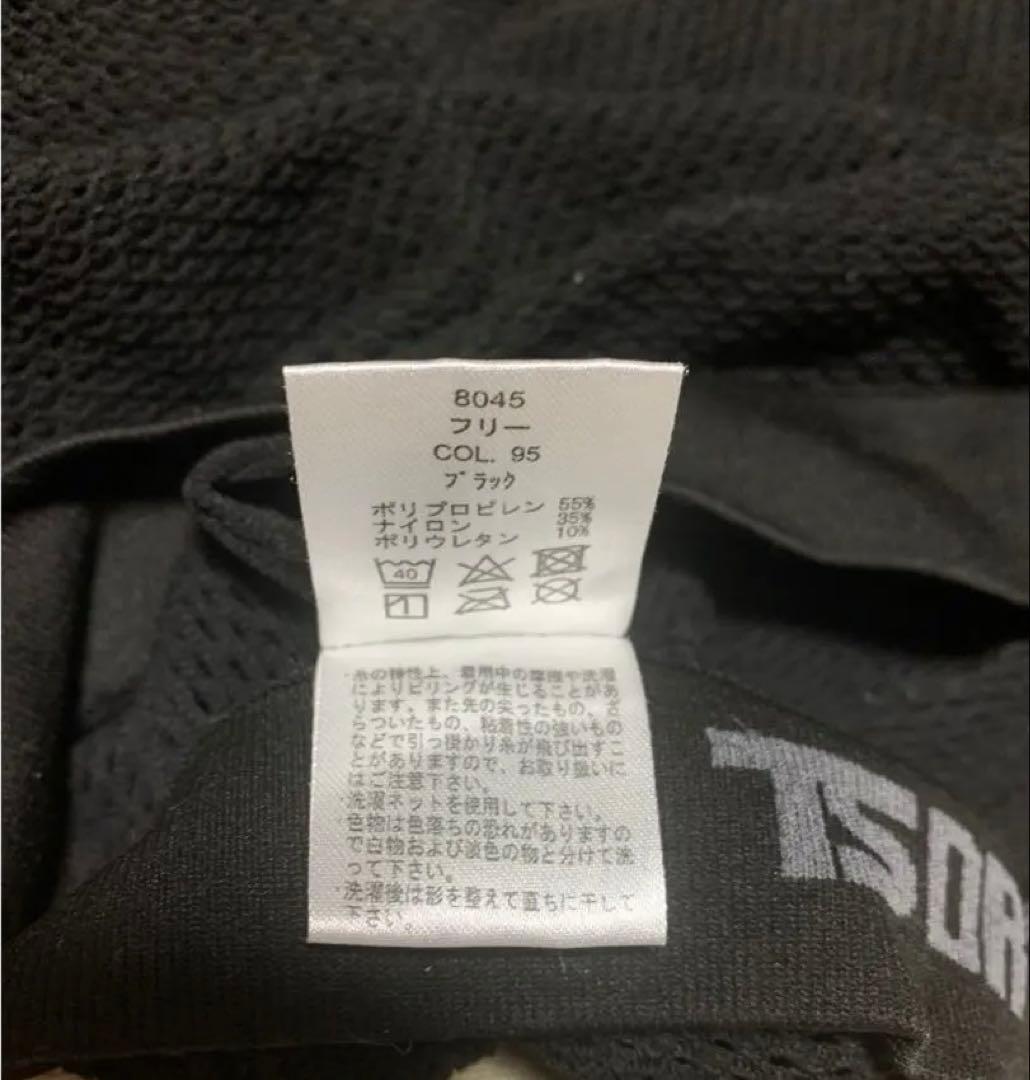 8045
フリー
COL. 95
ブラック
ポリプロピレン 55%
ナイロン 35%
ポリウレタン 10%
40
・糸の特性上、着用中の摩擦や洗濯
によりピリングが生じることがあ
ります。また先の尖ったもの、ざ
らついたもの、粘着性の強いもの
などで引っ掛かり糸が飛び出すこ
とがありますので、お取り扱いに
はご注意下さい。
・洗濯ネットを使用して下さい。
・色物は色落ちの恐れがありますの
で白物および淡色の物と分けて洗
って下さい。
・洗濯後は形を整えて直ちに干して
下さい。
TSDR